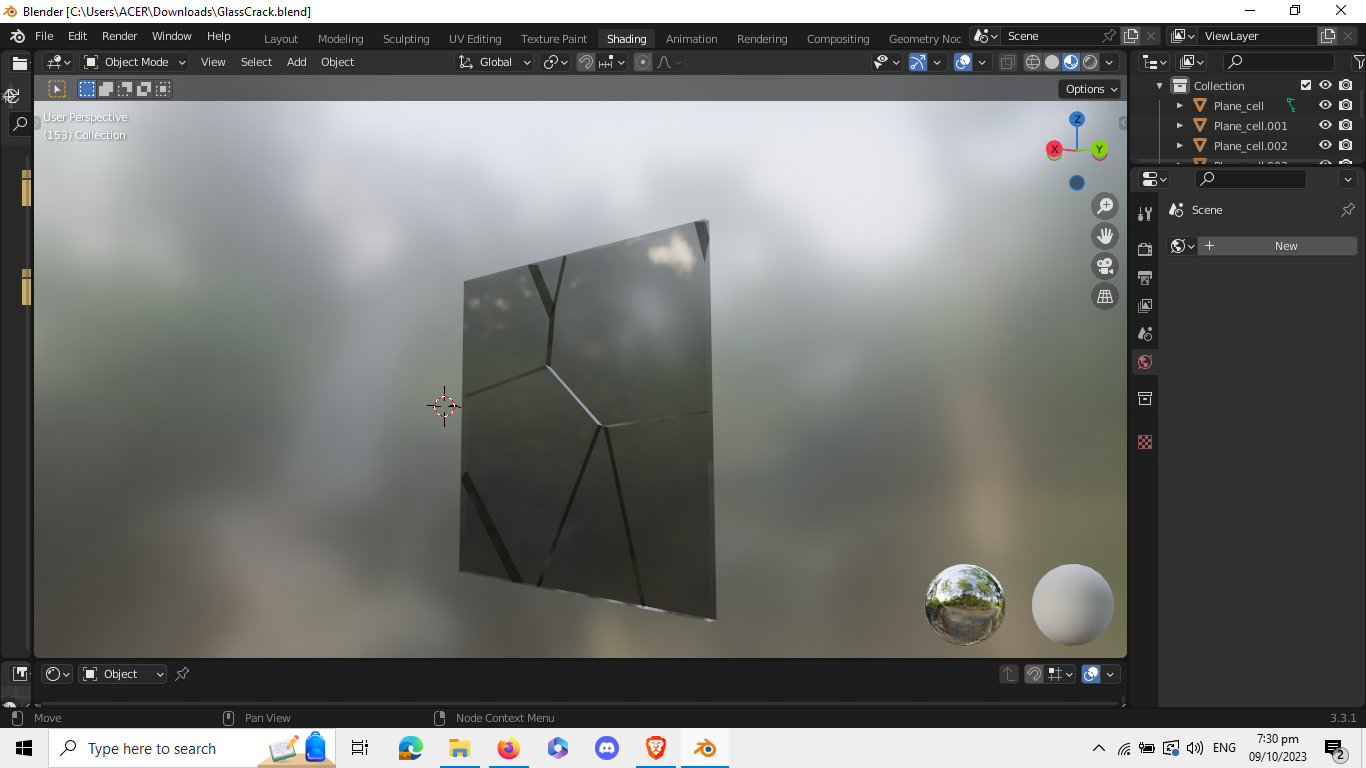 Blender [C:\Users\ACER\Downloads\GlassCrack.blend]
File Edit Render Window Help Layout Modeling Sculpting UV Editing Texture Paint Shading Animation Rendering Compositing Geometry Noc Scene ViewLayer
Object Mode View Select Add Object Global
Options
User Perspective
(153) Collection
Z
X
Y
Collection
Plane_cell
Plane_cell.001
Plane_cell.002
Scene
New
Object
Move Pan View Node Context Menu 3.3.1
Type here to search
ENG
7:30 pm
09/10/2023
2